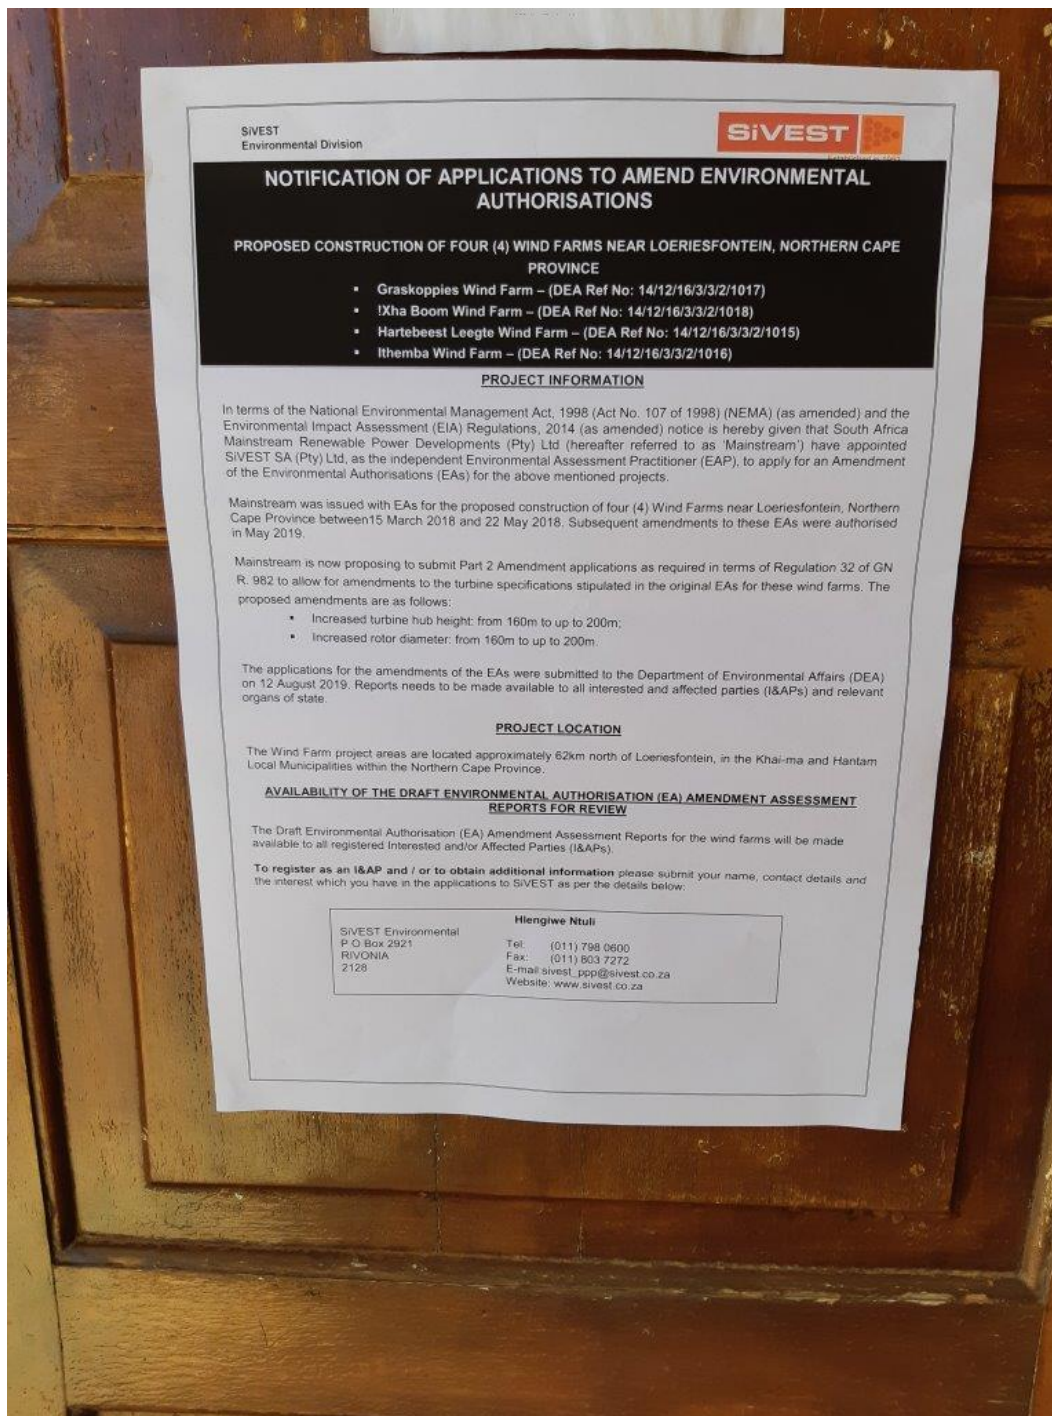 SiVEST
Environmental Division
SiVEST
NOTIFICATION OF APPLICATIONS TO AMEND ENVIRONMENTAL
AUTHORISATIONS
PROPOSED CONSTRUCTION OF FOUR (4) WIND FARMS NEAR LOERIESFONTEIN, NORTHERN CAPE
PROVINCE
▪ Graskoppies Wind Farm – (DEA Ref No: 14/12/16/3/3/2/1017)
▪ !Xha Boom Wind Farm – (DEA Ref No: 14/12/16/3/3/2/1018)
▪ Hartebeest Leegte Wind Farm – (DEA Ref No: 14/12/16/3/3/2/1015)
▪ Ithemba Wind Farm – (DEA Ref No: 14/12/16/3/3/2/1016)
PROJECT INFORMATION
In terms of the National Environmental Management Act, 1998 (Act No. 107 of 1998) (NEMA) (as amended) and the
Environmental Impact Assessment (EIA) Regulations, 2014 (as amended) notice is hereby given that South Africa
Mainstream Renewable Power Developments (Pty) Ltd (hereafter referred to as 'Mainstream') have appointed
SiVEST SA (Pty) Ltd, as the independent Environmental Assessment Practitioner (EAP), to apply for an Amendment
of the Environmental Authorisations (EAs) for the above mentioned projects.
Mainstream was issued with EAs for the proposed construction of four (4) Wind Farms near Loeriesfontein, Northern
Cape Province between15 March 2018 and 22 May 2018. Subsequent amendments to these EAs were authorised
in May 2019.
Mainstream is now proposing to submit Part 2 Amendment applications as required in terms of Regulation 32 of GN
R. 982 to allow for amendments to the turbine specifications stipulated in the original EAs for these wind farms. The
proposed amendments are as follows:
▪ Increased turbine hub height: from 160m to up to 200m;
▪ Increased rotor diameter: from 160m to up to 200m.
The applications for the amendments of the EAs were submitted to the Department of Environmental Affairs (DEA)
on 12 August 2019. Reports needs to be made available to all interested and affected parties (I&APs) and relevant
organs of state.
PROJECT LOCATION
The Wind Farm project areas are located approximately 62km north of Loeriesfontein, in the Khai-ma and Hantam
Local Municipalities within the Northern Cape Province.
AVAILABILITY OF THE DRAFT ENVIRONMENTAL AUTHORISATION (EA) AMENDMENT ASSESSMENT
REPORTS FOR REVIEW
The Draft Environmental Authorisation (EA) Amendment Assessment Reports for the wind farms will be made
available to all registered Interested and/or Affected Parties (I&APs).
To register as an I&AP and / or to obtain additional information please submit your name, contact details and
the interest which you have in the applications to SiVEST as per the details below:
Hlengiwe Ntuli
SiVEST Environmental
P O Box 2921
RIVONIA
2128
Tel: (011) 798 0600
Fax: (011) 803 7272
E-mail:sivest_ppp@sivest.co.za
Website: www.sivest.co.za